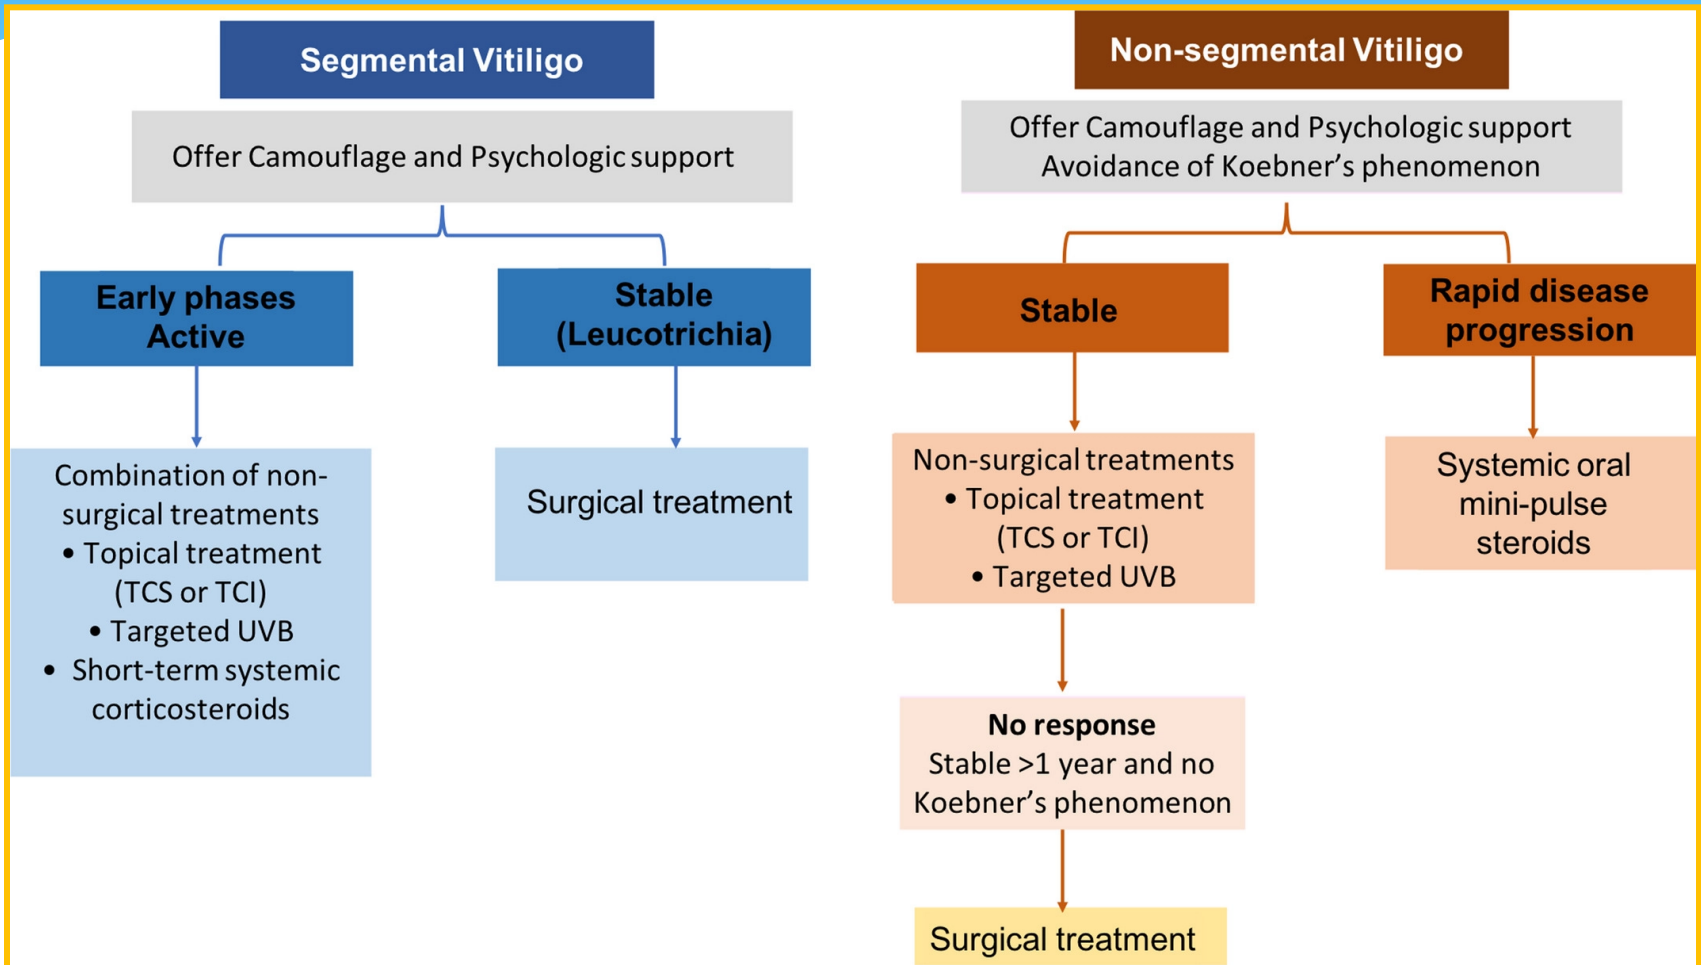 Segmental Vitiligo
Offer Camouflage and Psychologic support
Early phases
Active
Stable
(Leucotrichia)
Combination of non-
surgical treatments
• Topical treatment
(TCS or TCI)
• Targeted UVB
• Short-term systemic
corticosteroids
Surgical treatment
Non-segmental Vitiligo
Offer Camouflage and Psychologic support
Avoidance of Koebner’s phenomenon
Stable
Rapid disease
progression
Non-surgical treatments
• Topical treatment
(TCS or TCI)
• Targeted UVB
Systemic oral
mini-pulse
steroids
No response
Stable >1 year and no
Koebner’s phenomenon
Surgical treatment